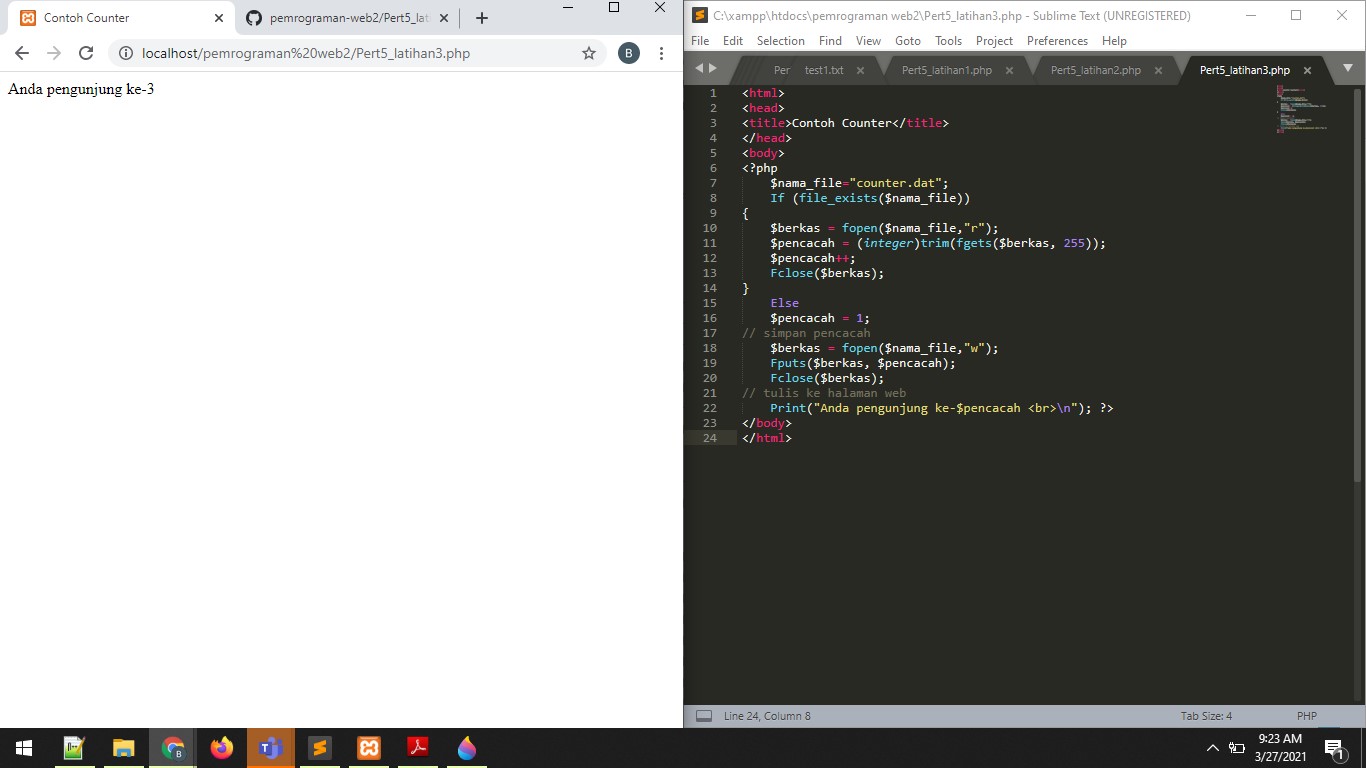 Contoh Counter
pemrograman-web2/Pert5_lati
localhost/pemrograman%20web2/Pert5_latihan3.php
B
Anda pengunjung ke-3
C:\xampp\htdocs\pemrograman web2\Pert5_latihan3.php - Sublime Text (UNREGISTERED)
File Edit Selection Find View Goto Tools Project Preferences Help
Per test1.txt Pert5_latihan1.php Pert5_latihan2.php Pert5_latihan3.php
1 <html>
2 <head>
3 <title>Contoh Counter</title>
4 </head>
5 <body>
6 <?php
7 $nama_file="counter.dat";
8 If (file_exists($nama_file))
9 {
10 $berkas = fopen($nama_file,"r");
11 $pencacah = (integer)trim(fgets($berkas, 255));
12 $pencacah++;
13 Fclose($berkas);
14 }
15 Else
16 $pencacah = 1;
17 // simpan pencacah
18 $berkas = fopen($nama_file,"w");
19 Fputs($berkas, $pencacah);
20 Fclose($berkas);
21 // tulis ke halaman web
22 Print("Anda pengunjung ke-$pencacah <br>\n"); ?>
23 </body>
24 </html>
Line 24, Column 8 Tab Size: 4 PHP
9:23 AM
3/27/2021
1